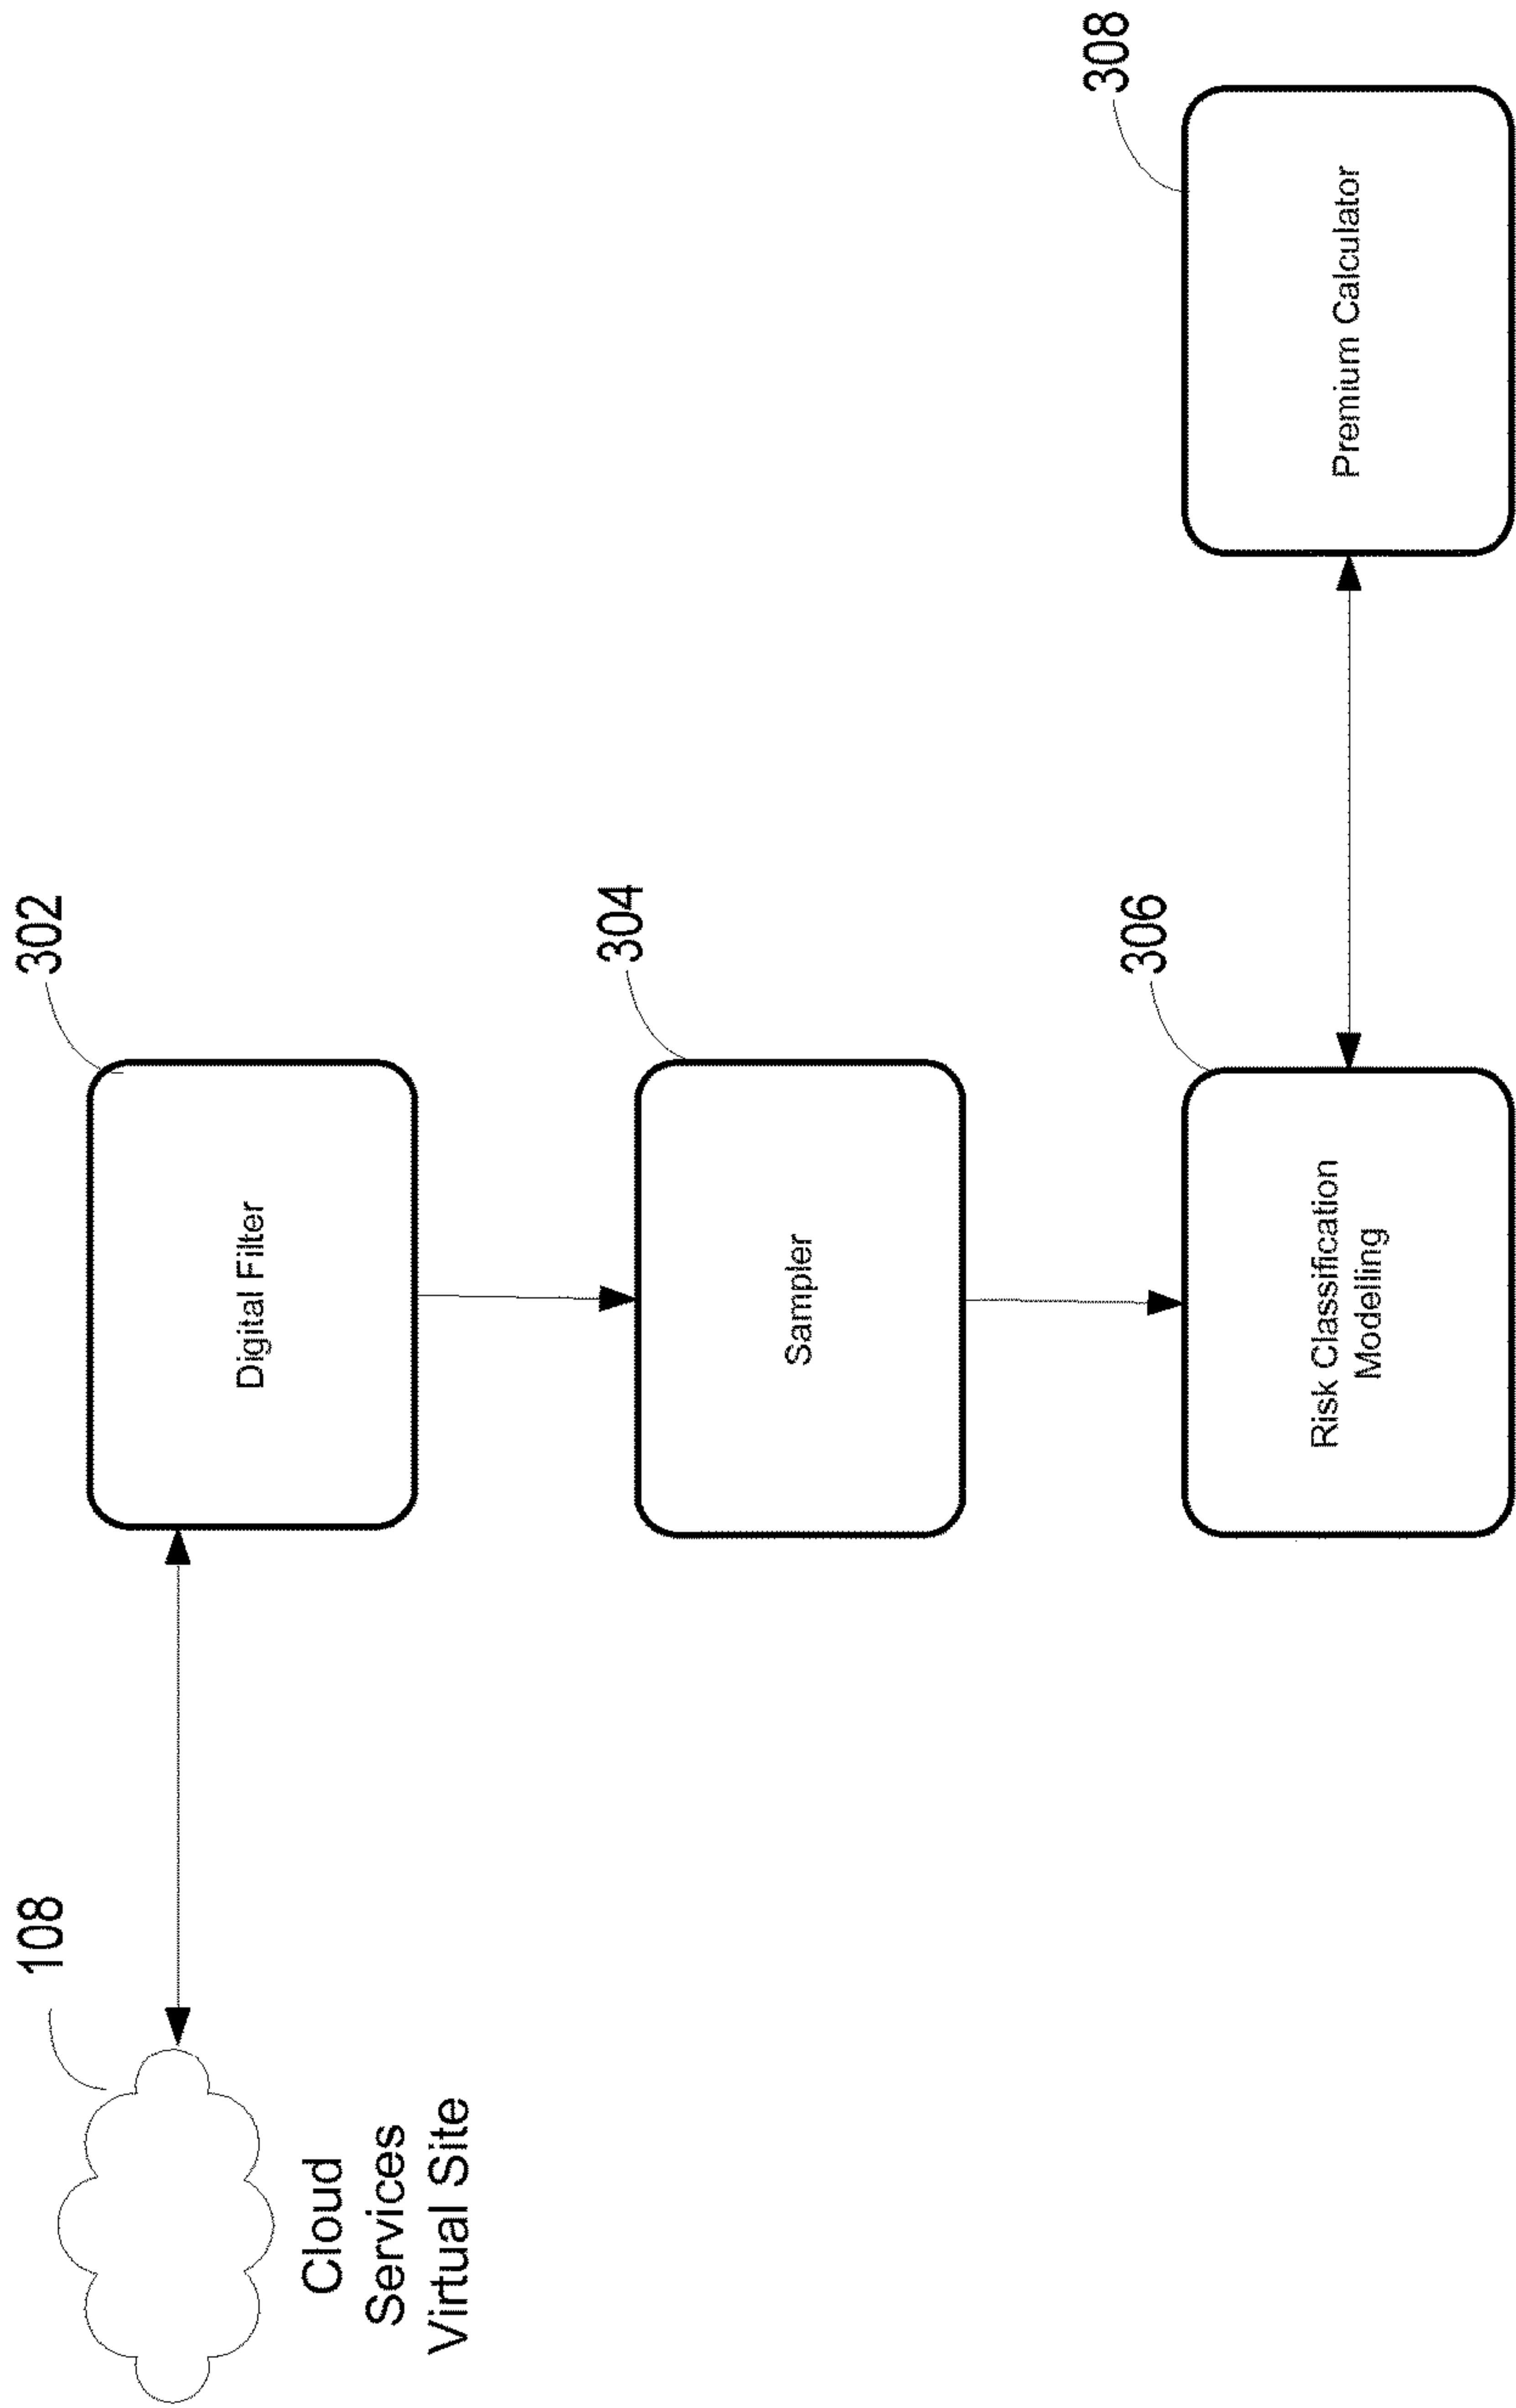 108
Cloud
Services
Virtual Site
302
Digital Filter
304
Sampler
306
Risk Classification
Modelling
308
Premium Calculator